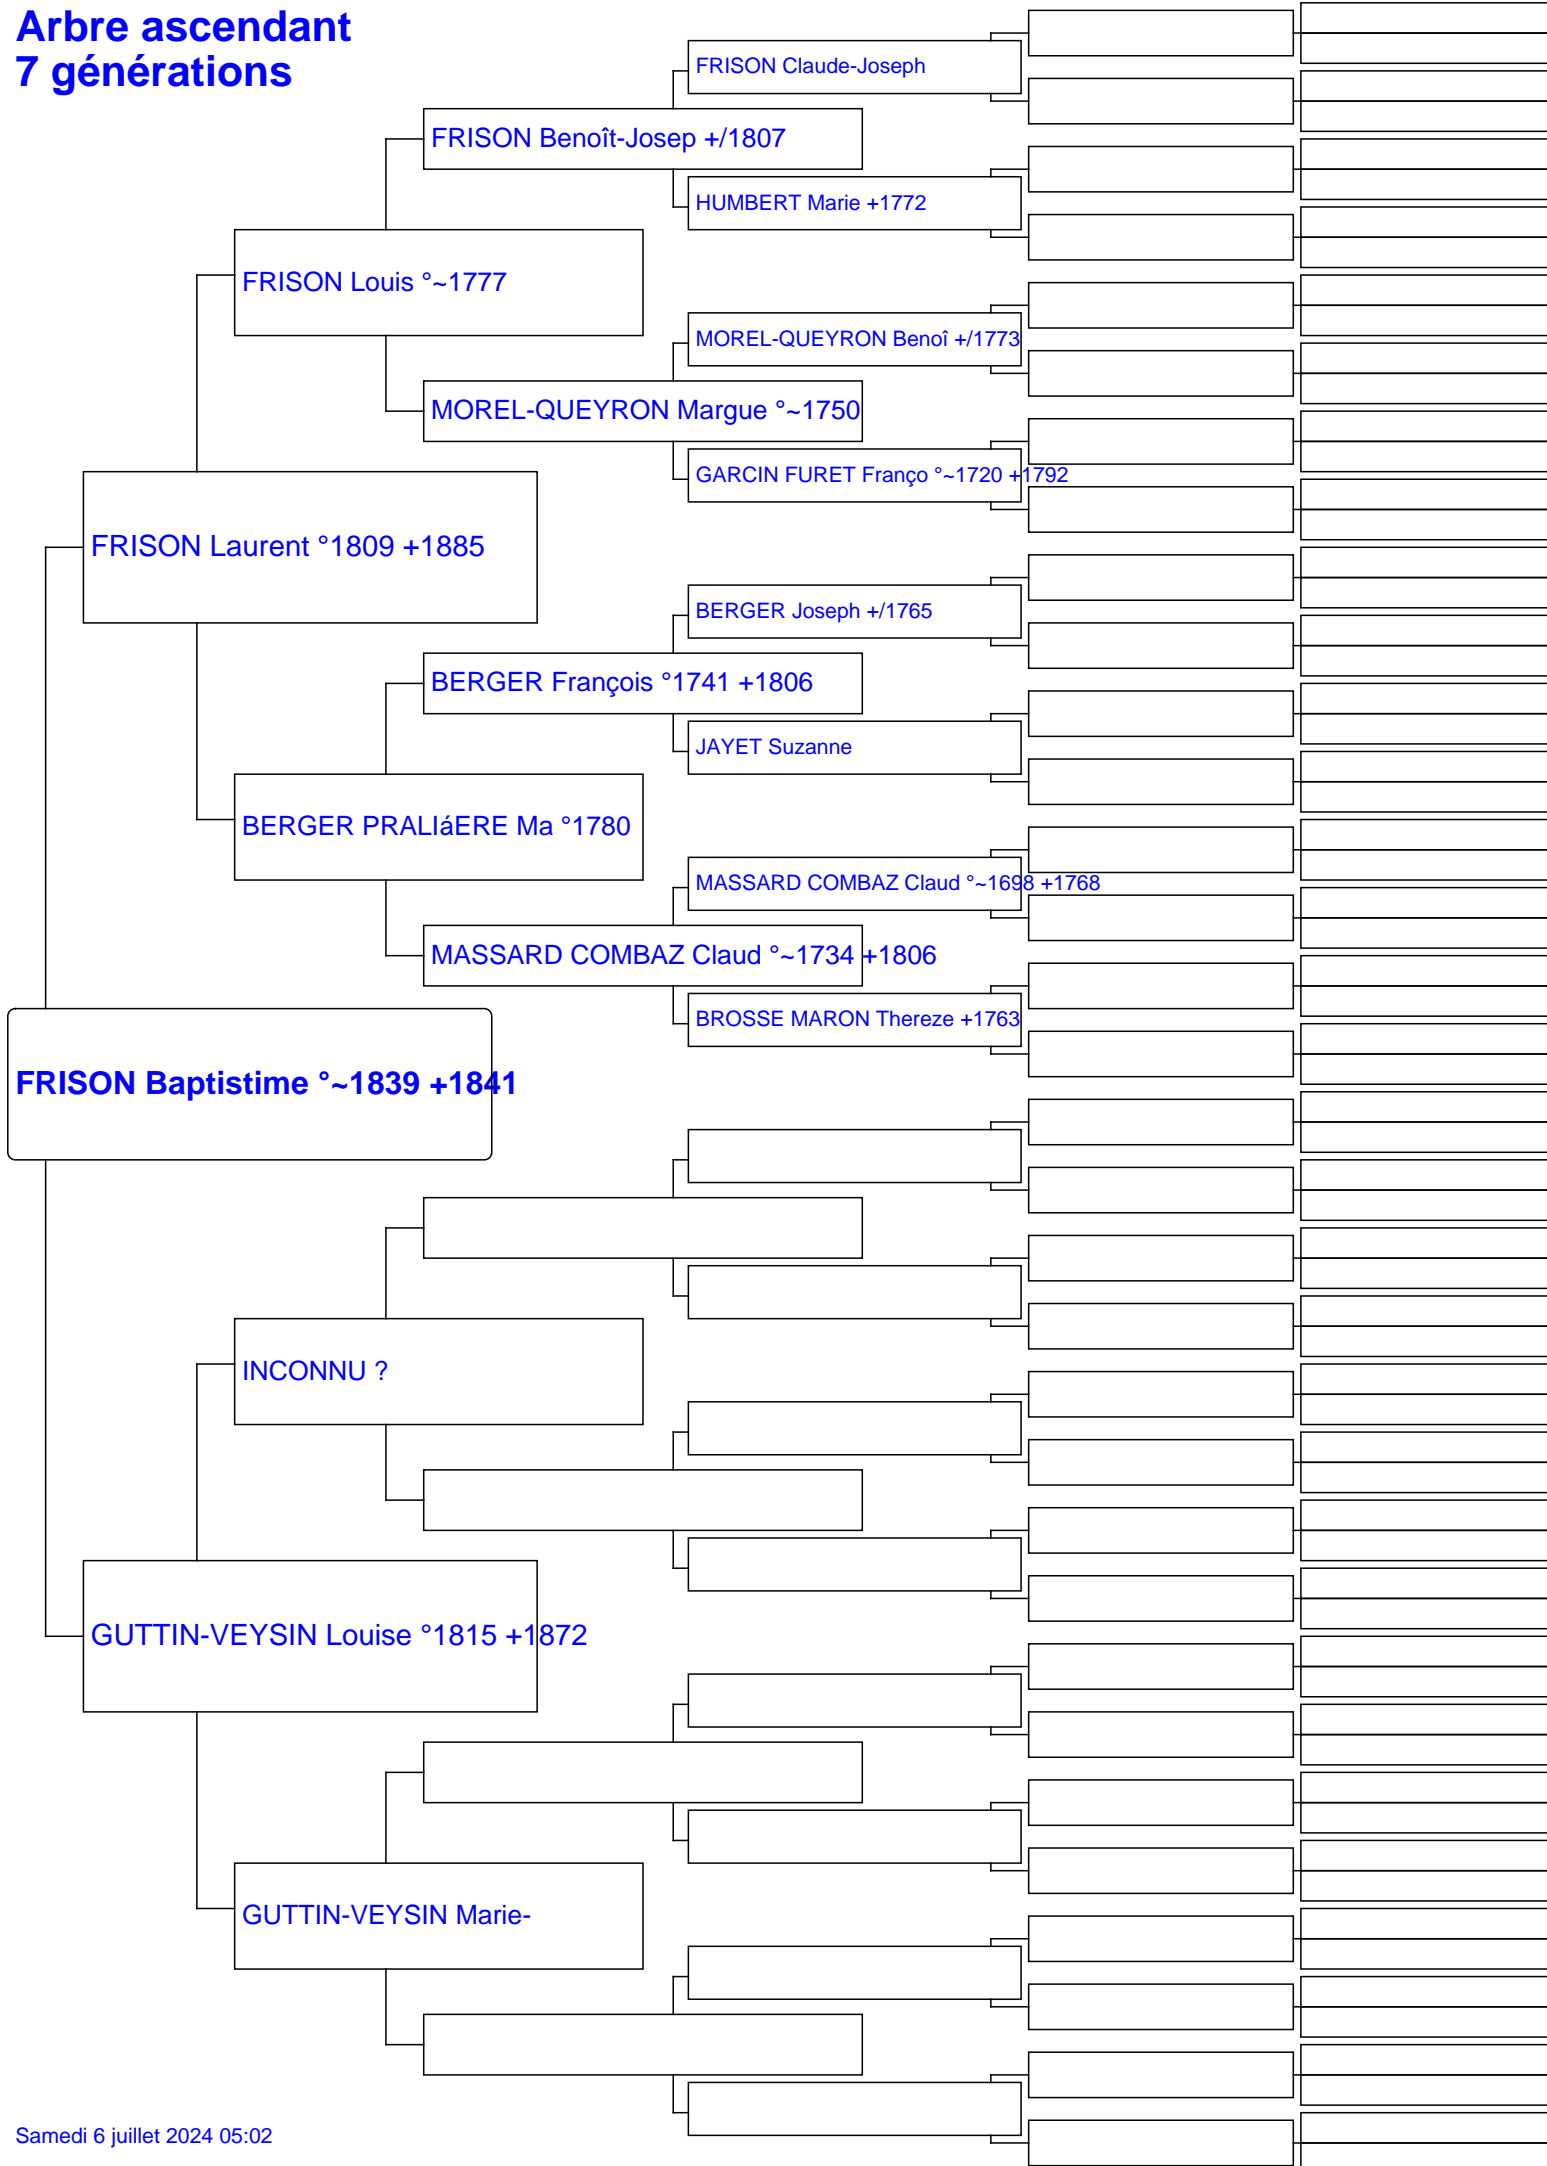 Arbre ascendant
7 générations
FRISON Claude-Joseph
FRISON Benoît-Josep +/1807
HUMBERT Marie +1772
FRISON Louis °~1777
MOREL-QUEYRON Benoî +/1773
MOREL-QUEYRON Margue °~1750
GARCIN FURET Franço °~1720 +1792
FRISON Laurent °1809 +1885
BERGER Joseph +/1765
BERGER François °1741 +1806
JAYET Suzanne
BERGER PRALIáERE Ma °1780
MASSARD COMBAZ Claud °~1698 +1768
MASSARD COMBAZ Claud °~1734 +1806
BROSSE MARON Thereze +1763
FRISON Baptistime °~1839 +1841
INCONNU ?
GUTTIN-VEYSIN Louise °1815 +1872
GUTTIN-VEYSIN Marie-
Samedi 6 juillet 2024 05:02